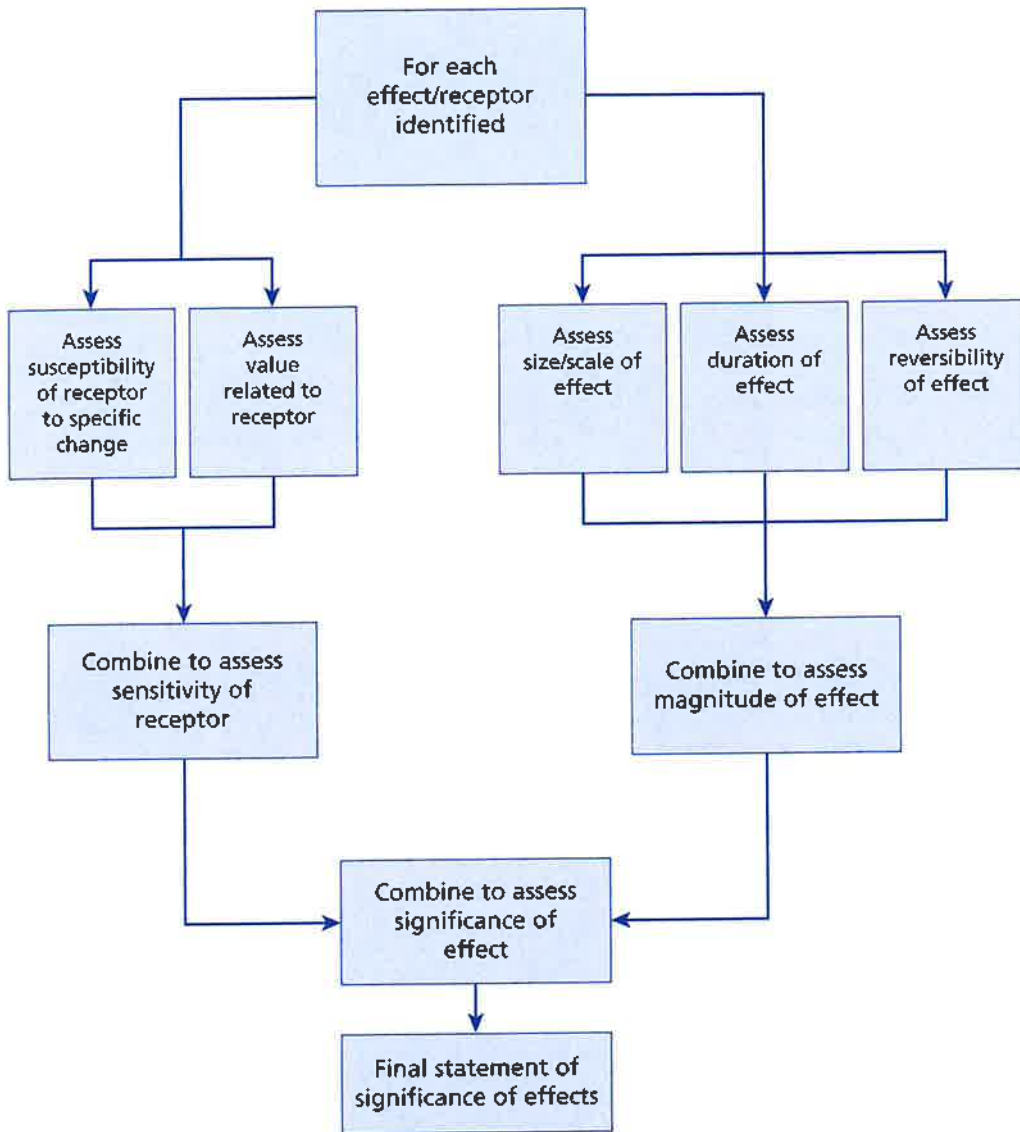 For each
effect/receptor
identified
Assess
susceptibility
of receptor
to specific
change
Assess
value
related to
receptor
Assess
size/scale of
effect
Assess
duration of
effect
Assess
reversibility
of effect
Combine to assess
sensitivity of
receptor
Combine to assess
magnitude of effect
Combine to assess
significance of
effect
Final statement of
significance of effects